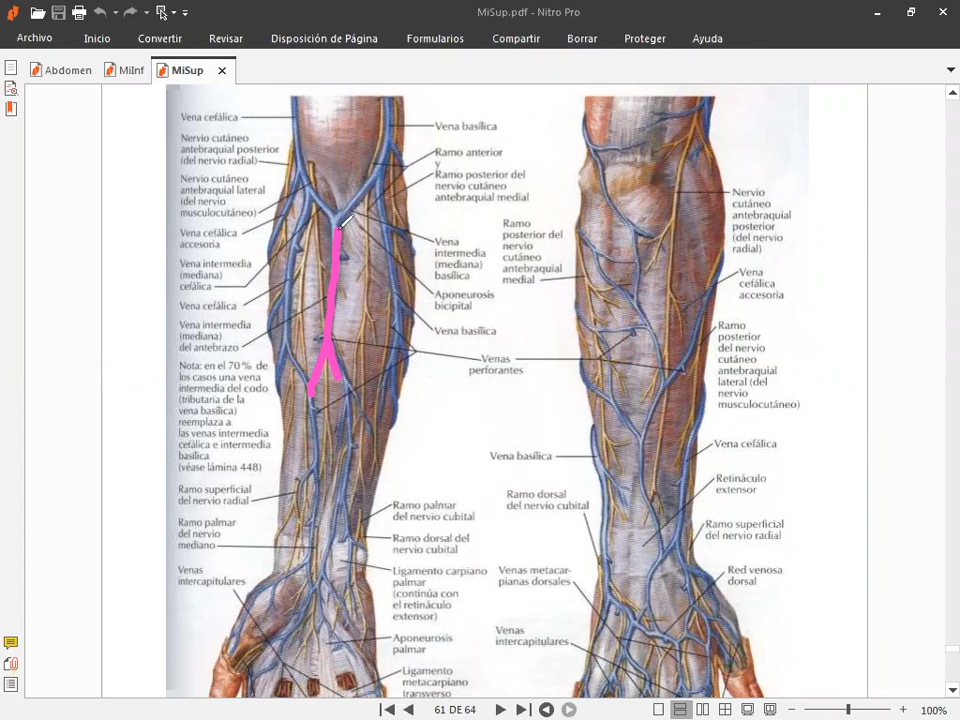 MiSup.pdf - Nitro Pro
Archivo
Inicio
Convertir
Revisar
Disposición de Página
Formularios
Compartir
Borrar
Proteger
Ayuda
Abdomen
MiInf
MiSup
Vena cefálica
Nervio cutáneo
antebraquial posterior
(del nervio radial)
Nervio cutáneo
antebraquial lateral
(del nervio
musculocutáneo)
Vena cefálica
accesoria
Vena intermedia
(mediana)
cefálica
Vena cefálica
Vena intermedia
(mediana)
del antebrazo
Nota: en el 70 % de
los casos una vena
intermedia del codo
(tributaria de la
vena basílica)
reemplaza a
las venas intermedia
cefálica e intermedia
basílica
(véase lámina 448)
Ramo superficial
del nervio radial
Ramo palmar
del nervio
mediano
Venas
intercapitulares
Vena basílica
Ramo anterior
y
Ramo posterior del
nervio cutáneo
antebraquial medial
Vena
intermedia
(mediana)
basílica
Aponeurosis
bicipital
Vena basílica
Venas
perforantes
Ramo palmar
del nervio cubital
Ramo dorsal del
nervio cubital
Ligamento carpiano
palmar
(continúa con
el retináculo
extensor)
Aponeurosis
palmar
Ligamento
metacarpiano
transverso
Ramo
posterior del
nervio
cutáneo
antebraquial
medial
Vena basílica
Ramo dorsal
del nervio cubital
Venas metacar-
pianas dorsales
Venas
intercapitulares
Nervio
cutáneo
antebraquial
posterior
(del nervio
radial)
Vena
cefálica
accesoria
Ramo
posterior
del nervio
cutáneo
antebraquial
lateral (del
nervio
musculocutáneo)
Vena cefálica
Retináculo
extensor
Ramo superficial
del nervio radial
Red venosa
dorsal
61 DE 64
100%